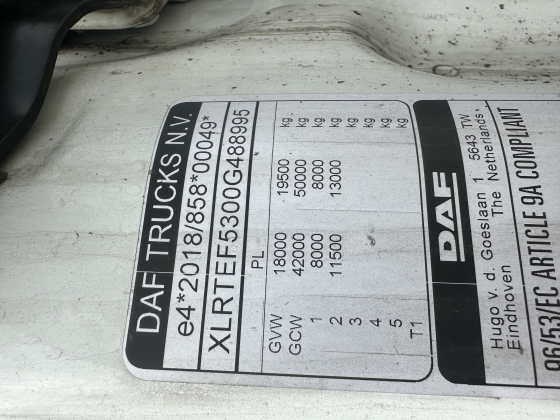 DAF TRUCKS N.V.
e4*2018/858*00049*
XLRTEF5300G488995
PL
GVW 18000 19500 kg
GCW 42000 50000 kg
1 8000 8000 kg
2 11500 13000 kg
3 kg
4 kg
5 kg
T1 kg
DAF
Hugo v. d. Goeslaan 1 5643 TW
Eindhoven The Netherlands.
96/53/EC ARTICLE 9A COMPLIANT